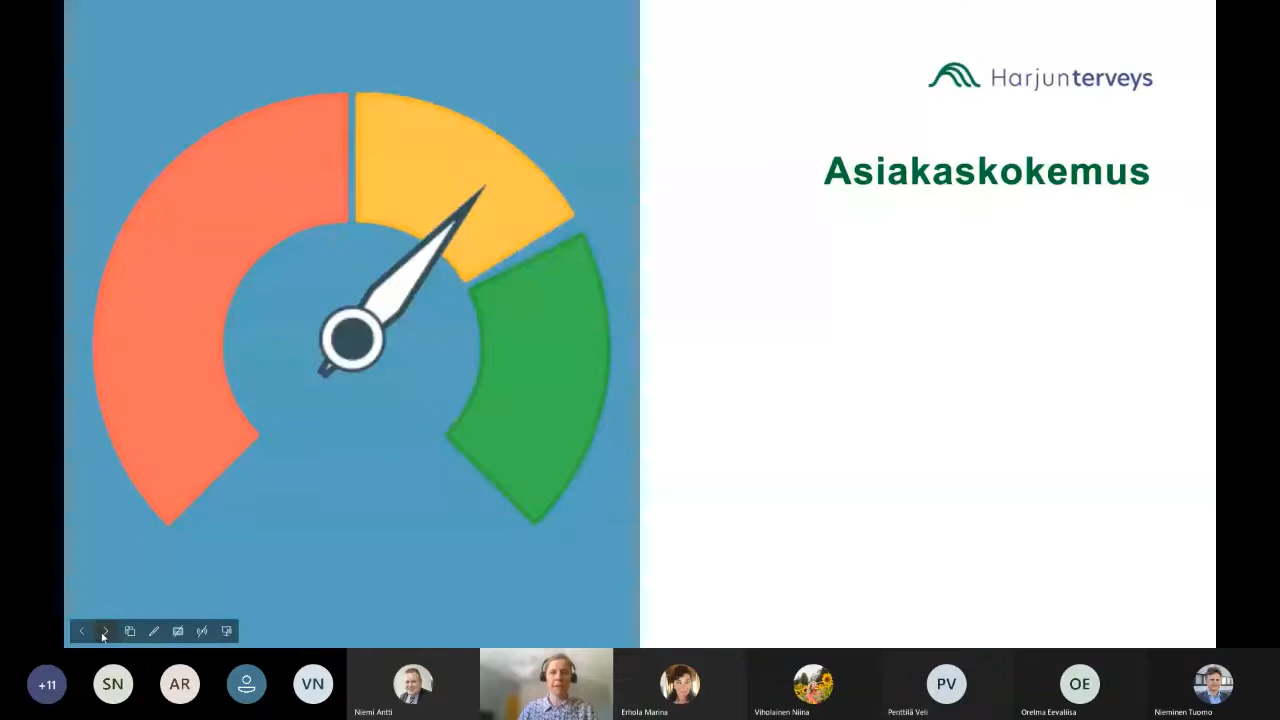 Harjunterveys
Asiakaskokemus
+11
SN
AR
VN
PV
OE
Niemi Antti
Erhola Marina
Viholainen Niina
Penttilä Veli
Orelma Eevaliisa
Nieminen Tuomo